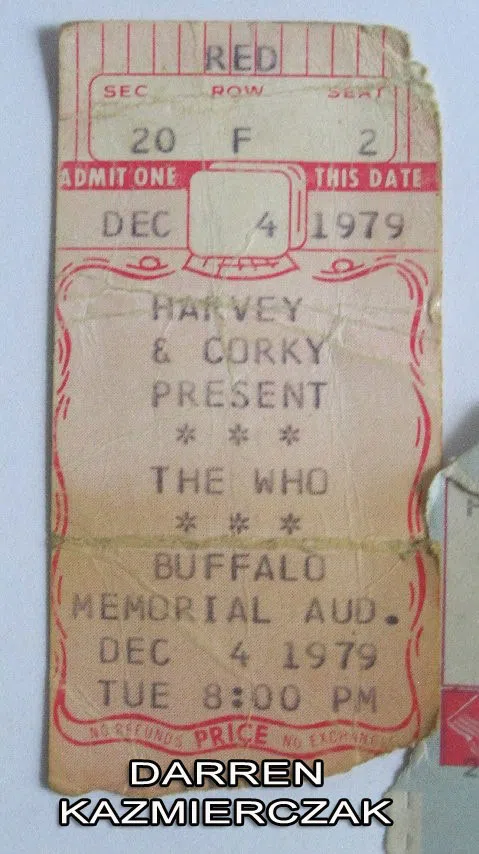 RED
SEC ROW SEAT
20 F 2
ADMIT ONE THIS DATE
DEC 4 1979
HARVEY
& CORKY
PRESENT
* * *
THE WHO
* * *
BUFFALO
MEMORIAL AUD.
DEC 4 1979
TUE 8:00 PM
NO REFUNDS PRICE NO EXCHANGES
DARREN
KAZMIERCZAK